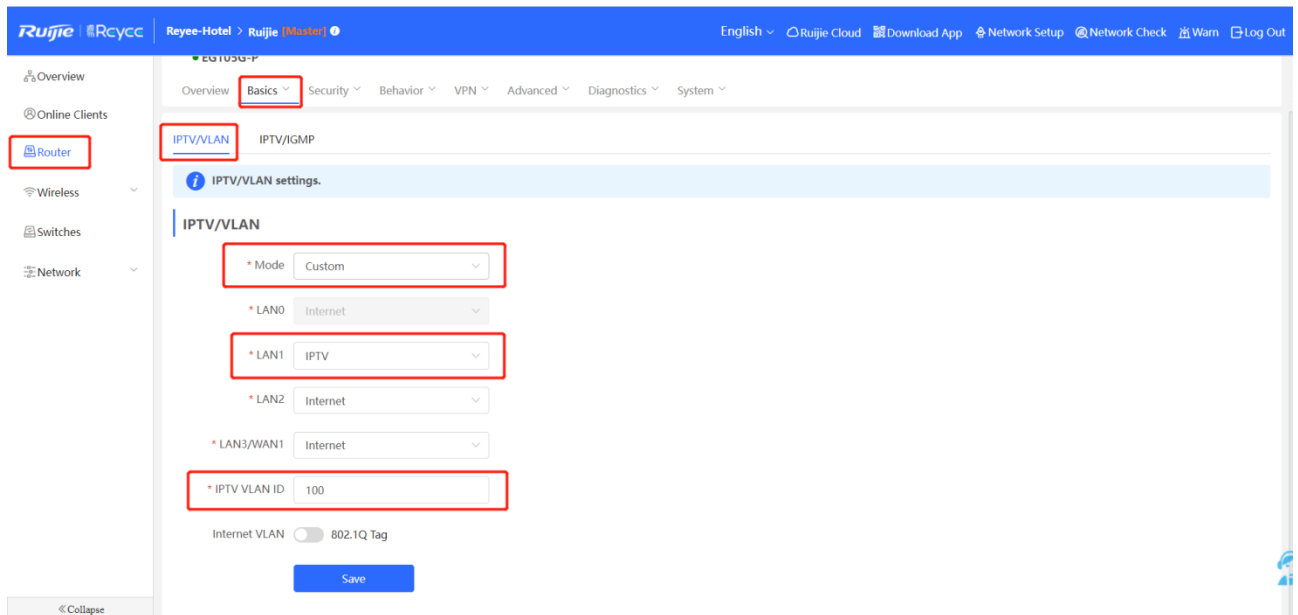 Ruijie | Reyee Reyee-Hotel > Ruijie [Master] English Ruijie Cloud Download App Network Setup Network Check Warn Log Out
EG105G-P
Overview
Online Clients
Router
Wireless
Switches
Network
«Collapse
Overview Basics Security Behavior VPN Advanced Diagnostics System
IPTV/VLAN IPTV/IGMP
i IPTV/VLAN settings.
IPTV/VLAN
* Mode Custom
* LAN0 Internet
* LAN1 IPTV
* LAN2 Internet
* LAN3/WAN1 Internet
* IPTV VLAN ID 100
Internet VLAN 802.1Q Tag
Save